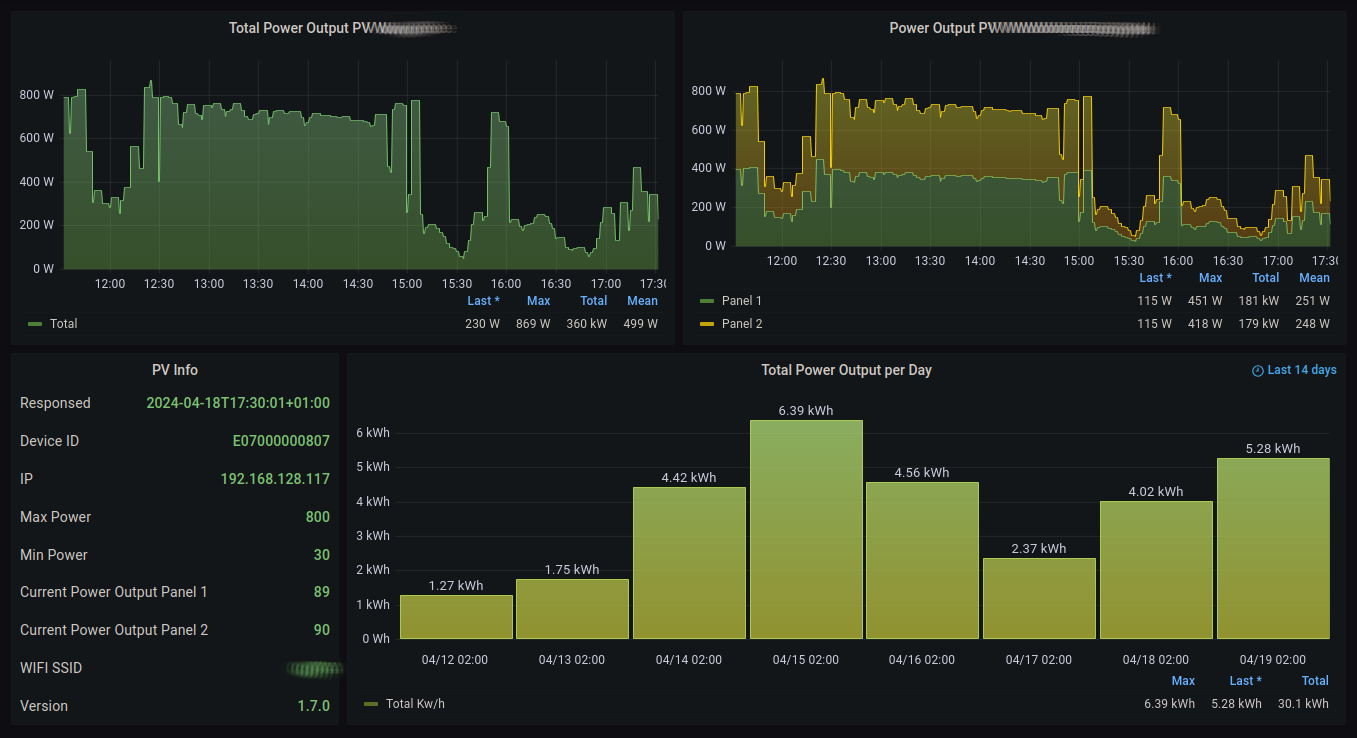 Total Power Output PV
800 W
600 W
400 W
200 W
0 W
12:00 12:30 13:00 13:30 14:00 14:30 15:00 15:30 16:00 16:30 17:00 17:30
Last * Max Total Mean
Total 230 W 869 W 360 kW 499 W
Power Output PV
800 W
600 W
400 W
200 W
0 W
12:00 12:30 13:00 13:30 14:00 14:30 15:00 15:30 16:00 16:30 17:00 17:30
Last * Max Total Mean
Panel 1 115 W 451 W 181 kW 251 W
Panel 2 115 W 418 W 179 kW 248 W
PV Info
Responsed 2024-04-18T17:30:01+01:00
Device ID E07000000807
IP 192.168.128.117
Max Power 800
Min Power 30
Current Power Output Panel 1 89
Current Power Output Panel 2 90
WIFI SSID
Version 1.7.0
Total Power Output per Day
Last 14 days
6 kWh
5 kWh
4 kWh
3 kWh
2 kWh
1 kWh
0 Wh
1.27 kWh
1.75 kWh
4.42 kWh
6.39 kWh
4.56 kWh
2.37 kWh
4.02 kWh
5.28 kWh
04/12 02:00 04/13 02:00 04/14 02:00 04/15 02:00 04/16 02:00 04/17 02:00 04/18 02:00 04/19 02:00
Max Last * Total
Total Kw/h 6.39 kWh 5.28 kWh 30.1 kWh